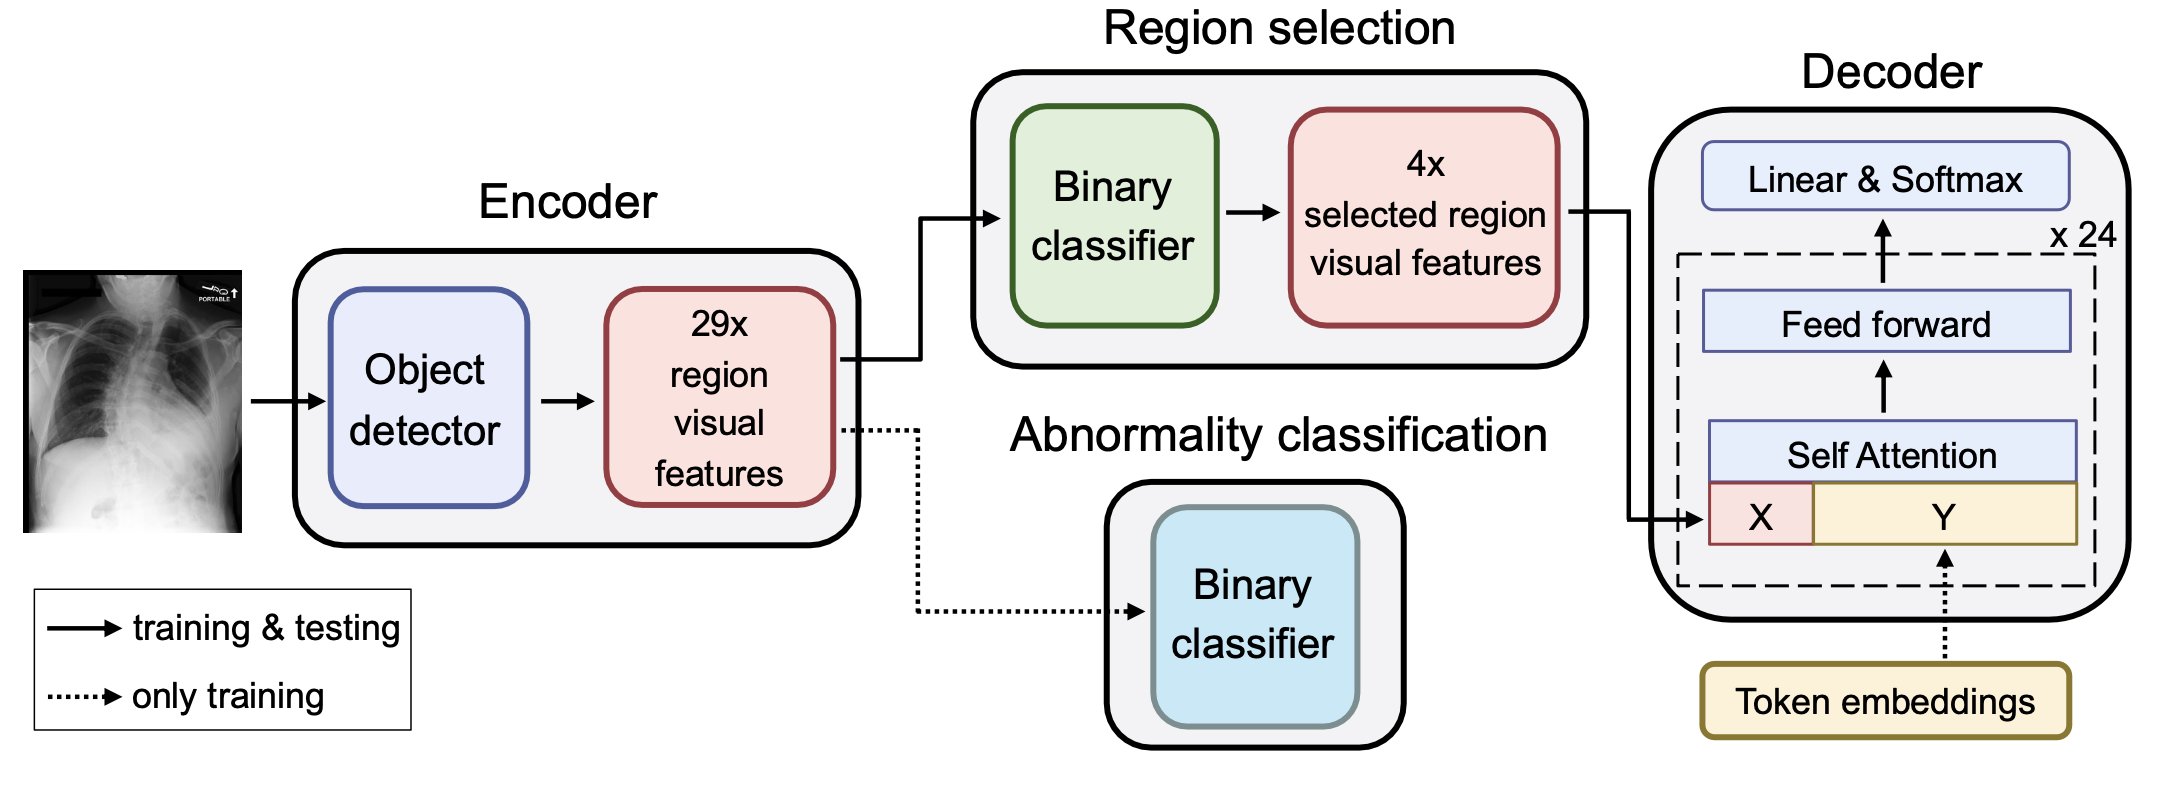 Region selection
Decoder
Encoder
PORTABLE
Object
detector
29x
region
visual
features
Binary
classifier
4x
selected region
visual features
Linear & Softmax
x 24
Feed forward
Self Attention
X
Y
Token embeddings
Abnormality classification
Binary
classifier
training & testing
only training